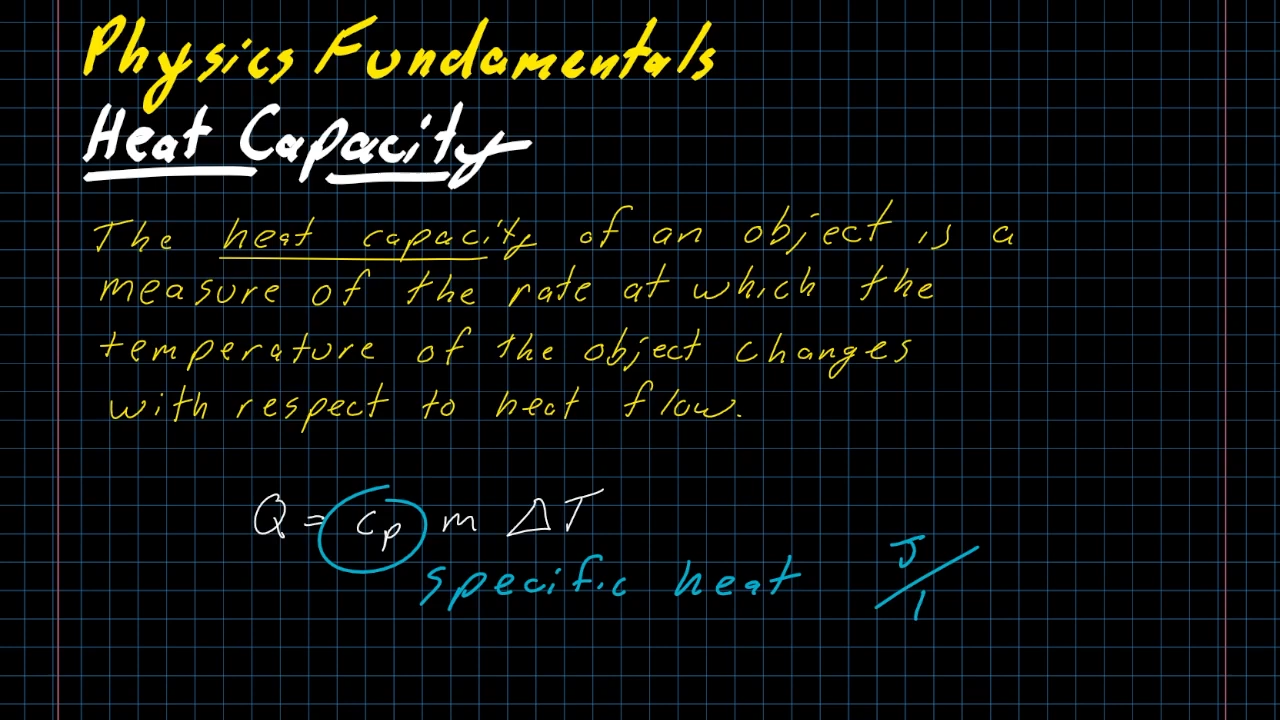 Physics Fundamentals
Heat Capacity
The heat capacity of an object is a
measure of the rate at which the
temperature of the object changes
with respect to heat flow.
Q = cp m ΔT
specific heat J/